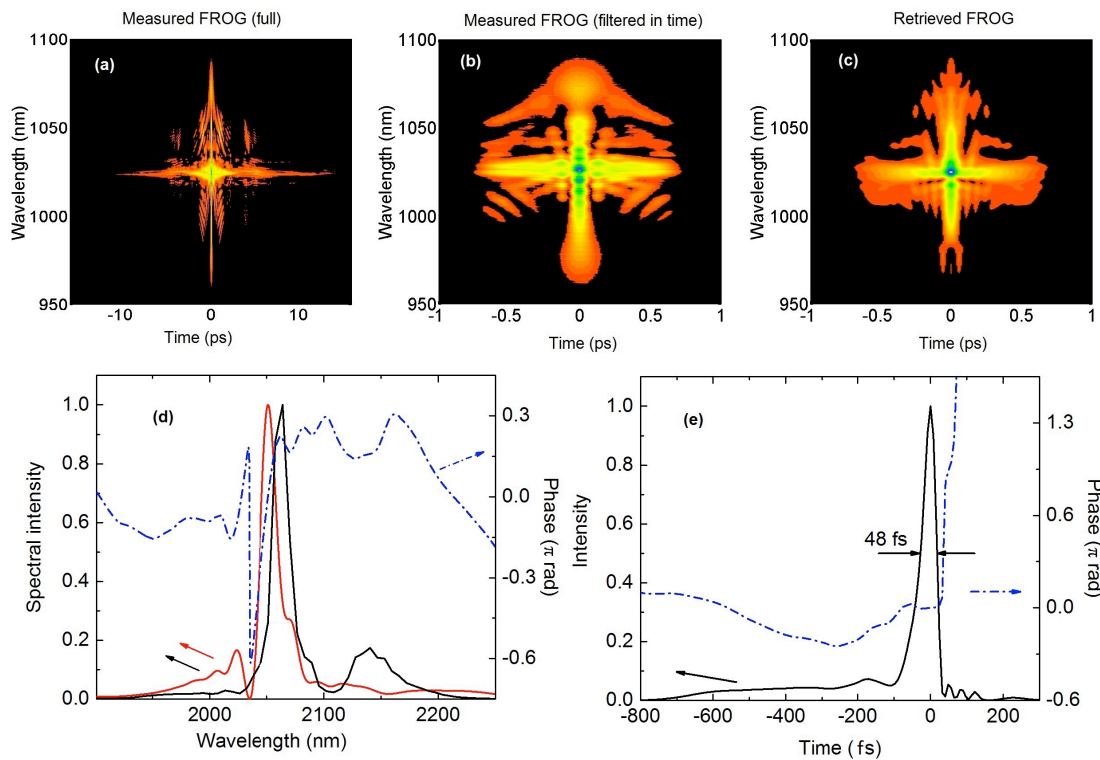 Measured FROG (full)
Measured FROG (filtered in time)
Retrieved FROG
1100
1050
1000
950
Wavelength (nm)
(a)
-10
0
10
Time (ps)
1100
1050
1000
950
Wavelength (nm)
(b)
-1
-0.5
0
0.5
1
Time (ps)
1100
1050
1000
950
Wavelength (nm)
(c)
-1
-0.5
0
0.5
1
Time (ps)
1.0
0.8
0.6
0.4
0.2
0.0
Spectral intensity
(d)
0.3
0.0
-0.3
-0.6
Phase (π rad)
2000
2100
2200
Wavelength (nm)
1.0
0.8
0.6
0.4
0.2
0.0
Intensity
(e)
48 fs
1.3
0.6
0.0
-0.6
Phase (π rad)
-800
-600
-400
-200
0
200
Time (fs)